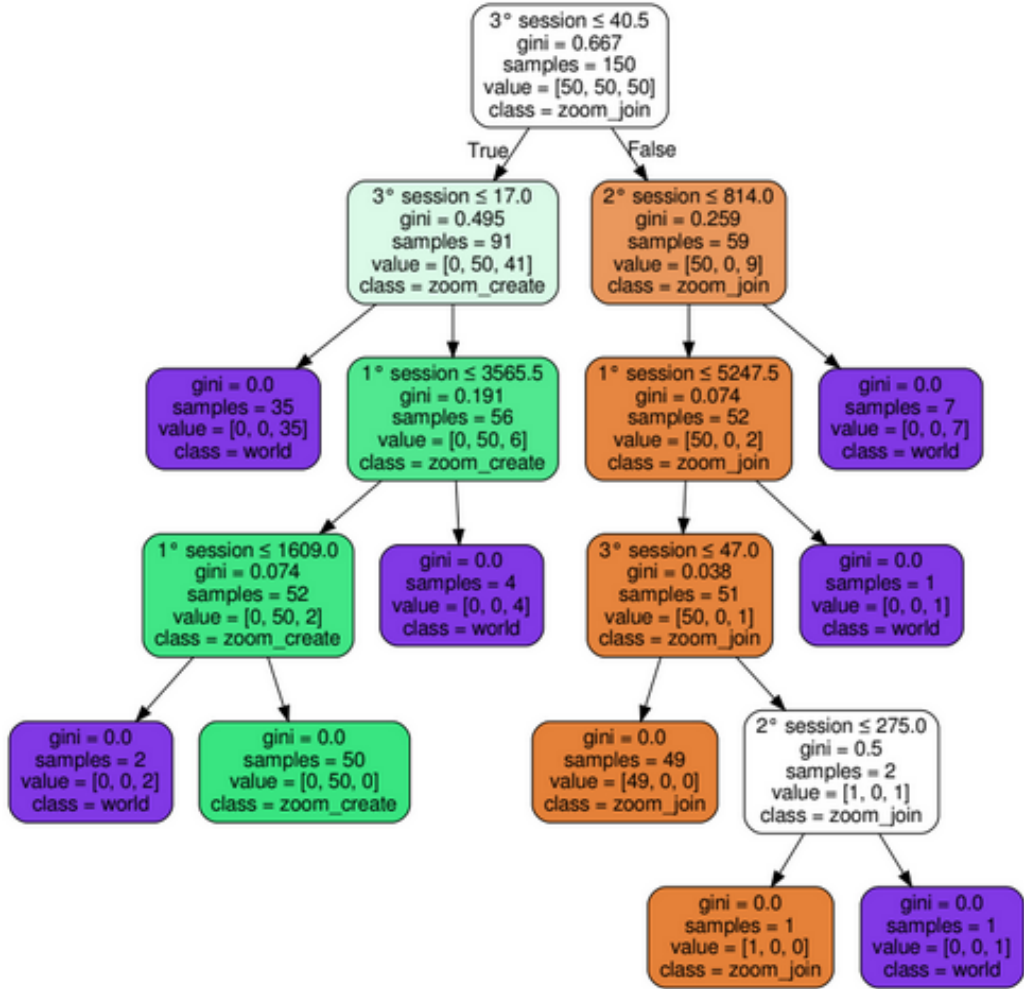 3° session ≤ 40.5
gini = 0.667
samples = 150
value = [50, 50, 50]
class = zoom_join
True
False
3° session ≤ 17.0
gini = 0.495
samples = 91
value = [0, 50, 41]
class = zoom_create
2° session ≤ 814.0
gini = 0.259
samples = 59
value = [50, 0, 9]
class = zoom_join
gini = 0.0
samples = 35
value = [0, 0, 35]
class = world
1° session ≤ 3565.5
gini = 0.191
samples = 56
value = [0, 50, 6]
class = zoom_create
1° session ≤ 5247.5
gini = 0.074
samples = 52
value = [50, 0, 2]
class = zoom_join
gini = 0.0
samples = 7
value = [0, 0, 7]
class = world
1° session ≤ 1609.0
gini = 0.074
samples = 52
value = [0, 50, 2]
class = zoom_create
gini = 0.0
samples = 4
value = [0, 0, 4]
class = world
3° session ≤ 47.0
gini = 0.038
samples = 51
value = [50, 0, 1]
class = zoom_join
gini = 0.0
samples = 1
value = [0, 0, 1]
class = world
gini = 0.0
samples = 2
value = [0, 0, 2]
class = world
gini = 0.0
samples = 50
value = [0, 50, 0]
class = zoom_create
gini = 0.0
samples = 49
value = [49, 0, 0]
class = zoom_join
2° session ≤ 275.0
gini = 0.5
samples = 2
value = [1, 0, 1]
class = zoom_join
gini = 0.0
samples = 1
value = [1, 0, 0]
class = zoom_join
gini = 0.0
samples = 1
value = [0, 0, 1]
class = world